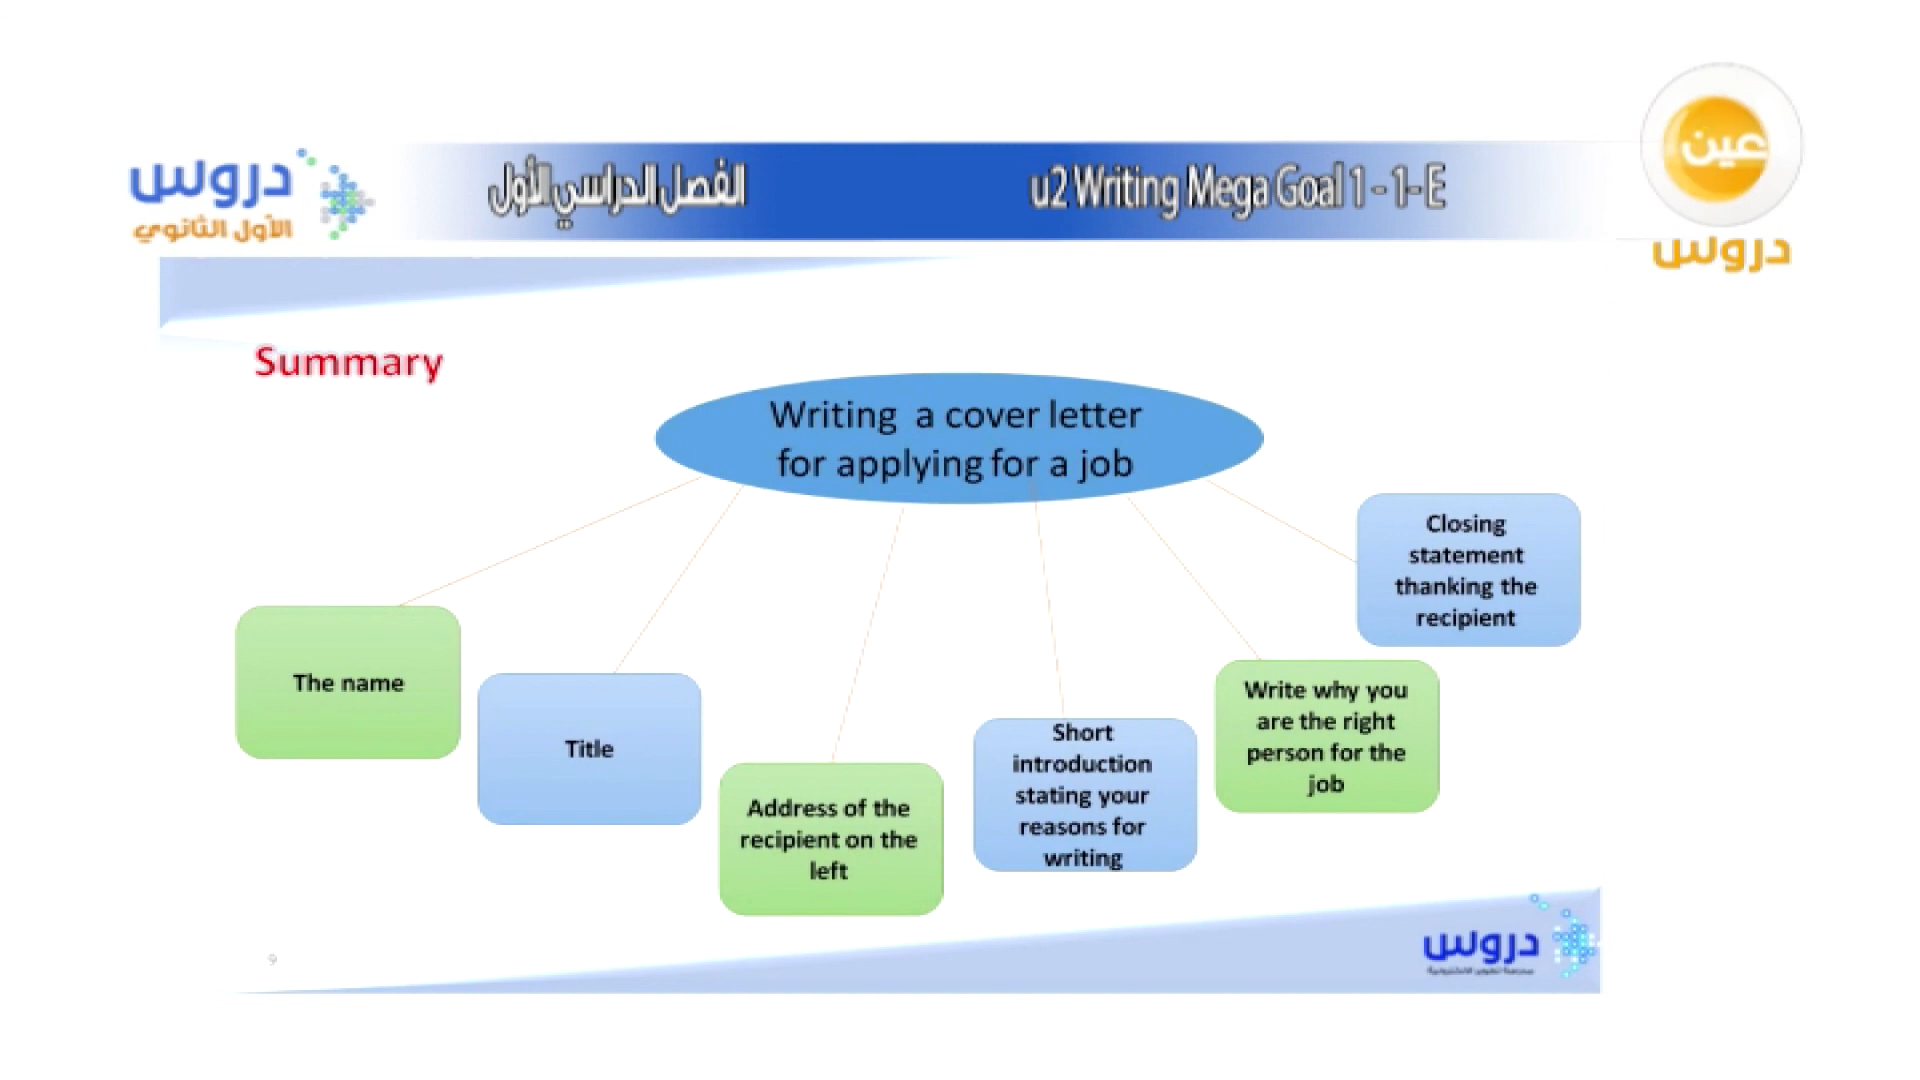 دروس
الأول الثانوي
الفصل الدراسي الأول
u2 Writing Mega Goal 1 - 1- E
عين
دروس
Summary
Writing a cover letter
for applying for a job
The name
Title
Address of the
recipient on the
left
Short
introduction
stating your
reasons for
writing
Write why you
are the right
person for the
job
Closing
statement
thanking the
recipient
9
دروس